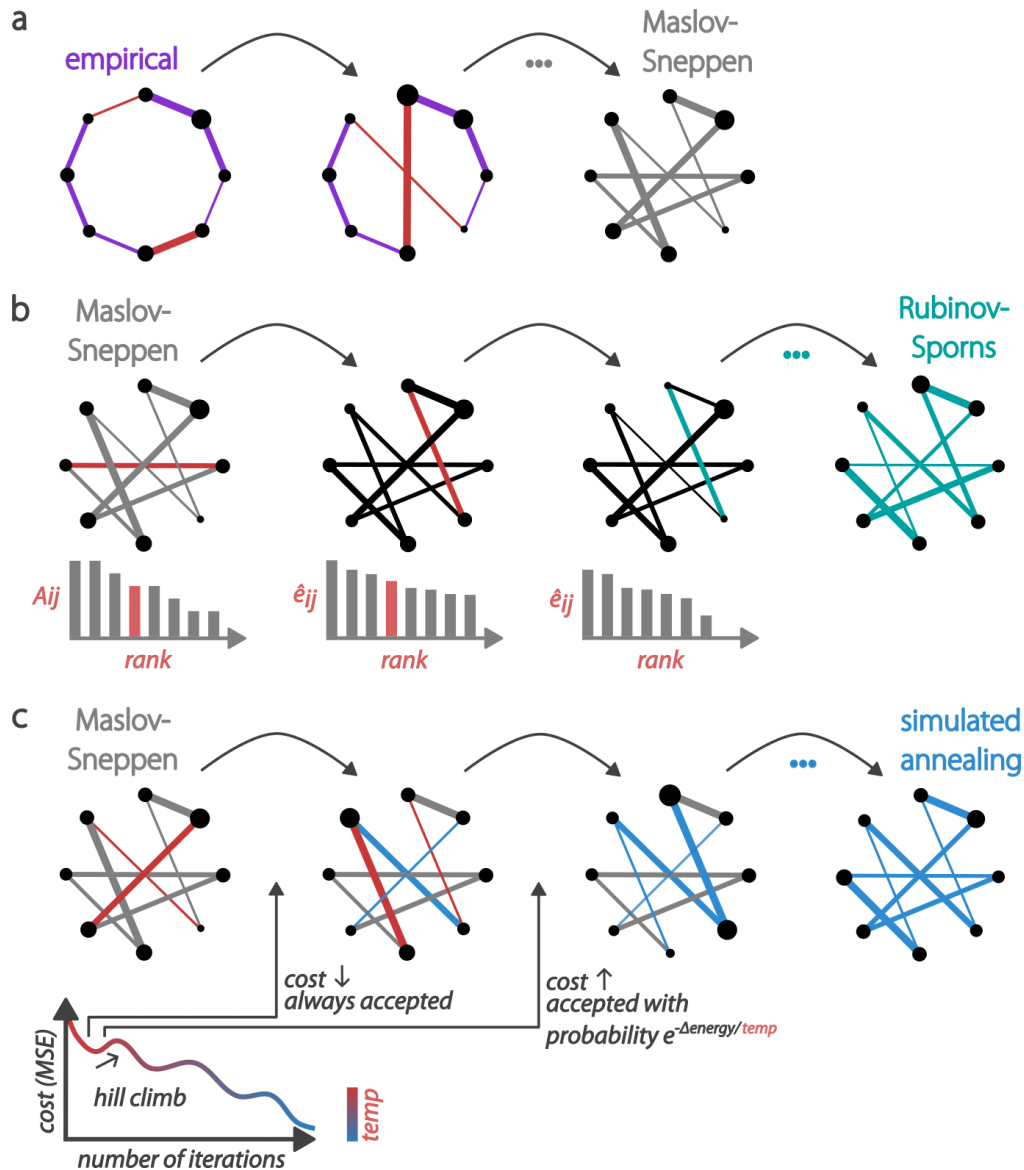 a
empirical
•••
Maslov-
Sneppen
b
Maslov-
Sneppen
•••
Rubinov-
Sporns
Aij
rank
êij
rank
êij
c
Maslov-
Sneppen
•••
simulated
annealing
cost ↓
always accepted
cost ↑
accepted with
probability e-Δenergy/temp
cost (MSE)
hill climb
temp
number of iterations